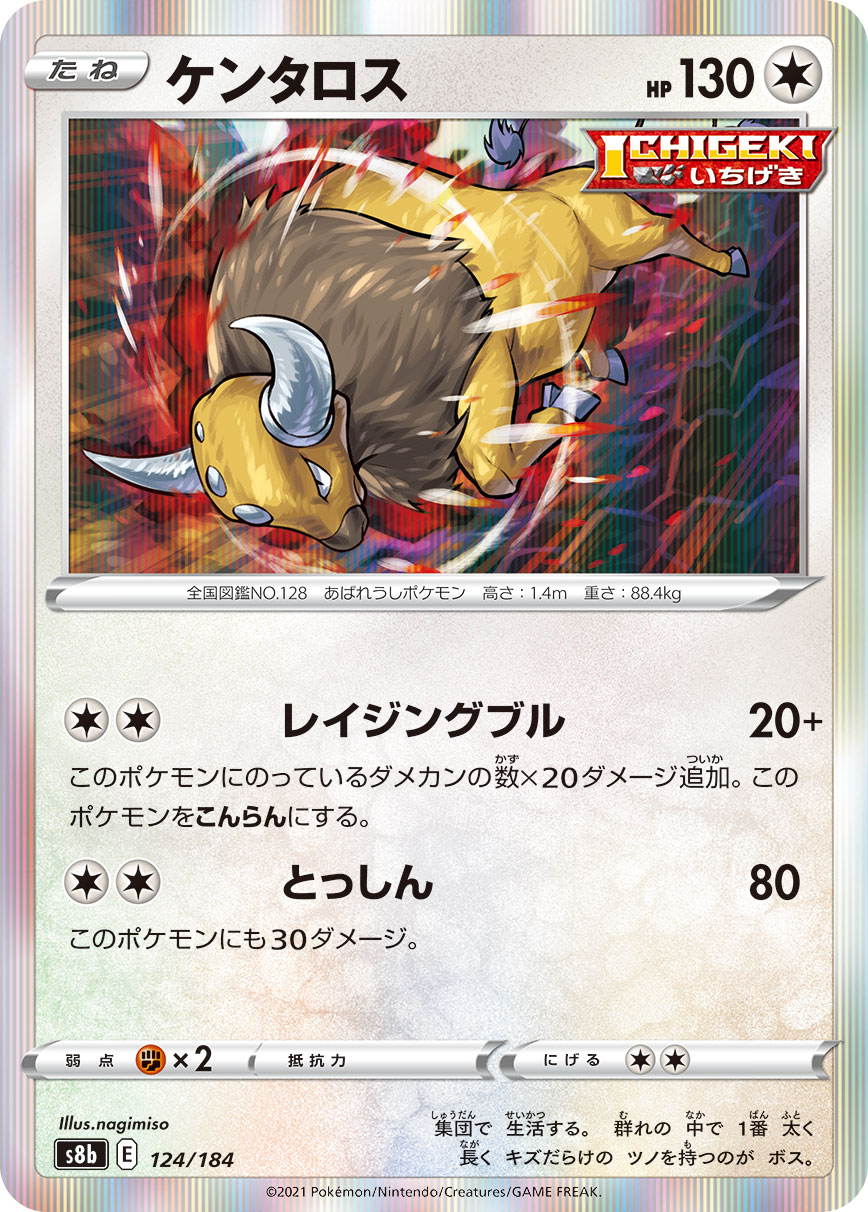 たね ケンタロス HP 130
ICHIGEKI
いちげき
全国図鑑NO.128 あばれうしポケモン 高さ：1.4m 重さ：88.4kg
レイジングブル 20+
このポケモンにのっているダメカンの数×20ダメージ追加。この
ポケモンをこんらんにする。
とっしん 80
このポケモンにも30ダメージ。
弱点 ×2 抵抗力 にげる
Illus.nagimiso
s8b E 124/184
集団で 生活する。 群れの 中で 1番 太く
長く キズだらけの ツノを持つのが ボス。
©2021 Pokémon/Nintendo/Creatures/GAME FREAK.